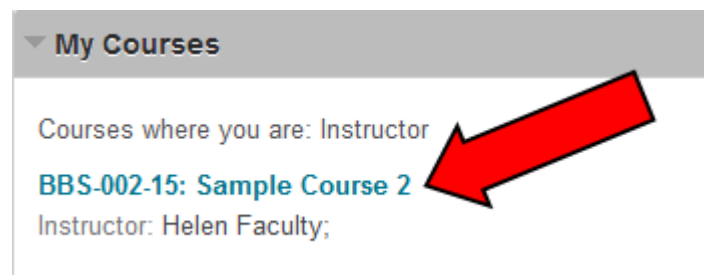 My Courses
Courses where you are: Instructor
BBS-002-15: Sample Course 2
Instructor: Helen Faculty;